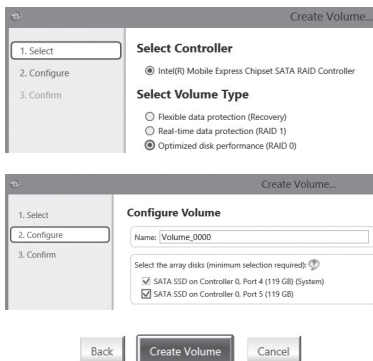 Create Volume...
1. Select
2. Configure
3. Confirm
Select Controller
Intel(R) Mobile Express Chipset SATA RAID Controller
Select Volume Type
Flexible data protection (Recovery)
Real-time data protection (RAID 1)
Optimized disk performance (RAID 0)
Create Volume...
1. Select
2. Configure
3. Confirm
Configure Volume
Name: Volume_0000
Select the array disks (minimum selection required): ?
SATA SSD on Controller 0, Port 4 (119 GB) (System)
SATA SSD on Controller 0, Port 5 (119 GB)
Back Create Volume Cancel